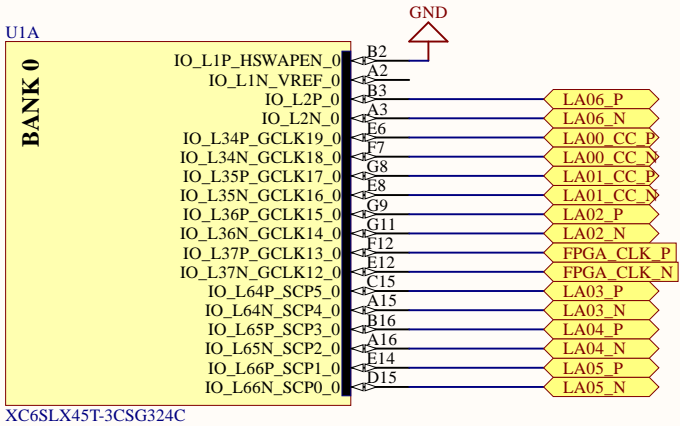 GND
U1A
BANK 0
IO_L1P_HSWAPEN_0 B2
IO_L1N_VREF_0 A2
IO_L2P_0 B3 LA06_P
IO_L2N_0 A3 LA06_N
IO_L34P_GCLK19_0 E6 LA00_CC_P
IO_L34N_GCLK18_0 F7 LA00_CC_N
IO_L35P_GCLK17_0 G8 LA01_CC_P
IO_L35N_GCLK16_0 E8 LA01_CC_N
IO_L36P_GCLK15_0 G9 LA02_P
IO_L36N_GCLK14_0 G11 LA02_N
IO_L37P_GCLK13_0 F12 FPGA_CLK_P
IO_L37N_GCLK12_0 E12 FPGA_CLK_N
IO_L64P_SCP5_0 C15 LA03_P
IO_L64N_SCP4_0 A15 LA03_N
IO_L65P_SCP3_0 B16 LA04_P
IO_L65N_SCP2_0 A16 LA04_N
IO_L66P_SCP1_0 E14 LA05_P
IO_L66N_SCP0_0 D15 LA05_N
XC6SLX45T-3CSG324C